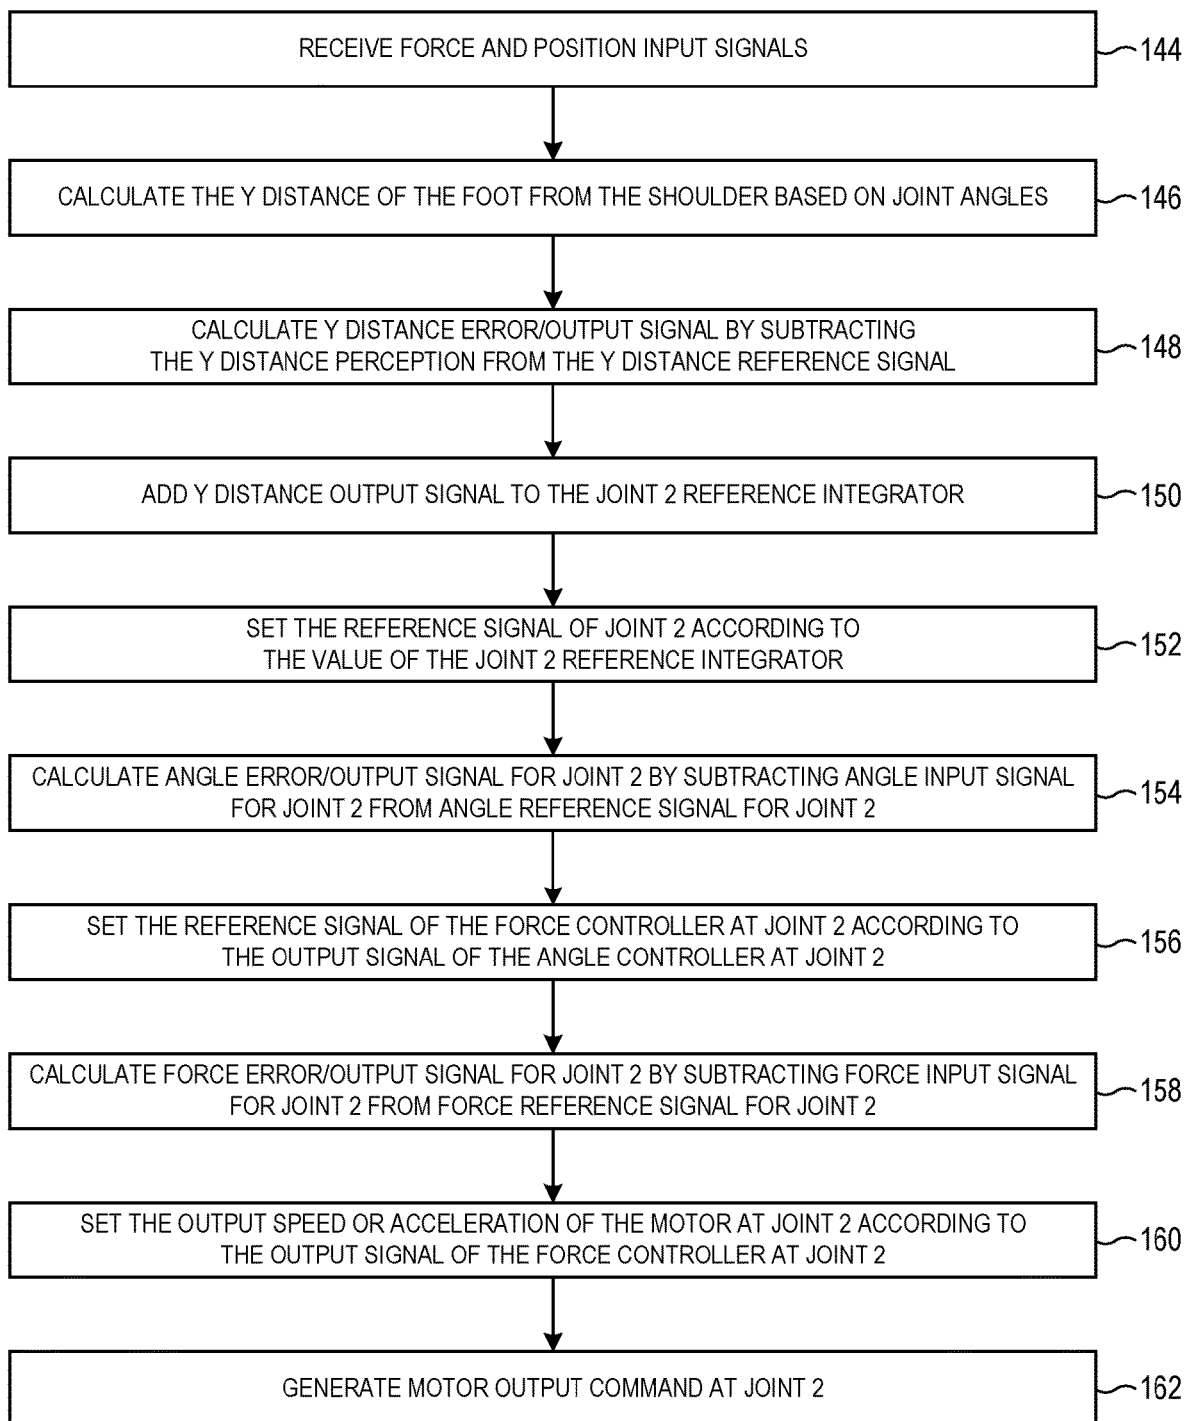 RECEIVE FORCE AND POSITION INPUT SIGNALS
144
CALCULATE THE Y DISTANCE OF THE FOOT FROM THE SHOULDER BASED ON JOINT ANGLES
146
CALCULATE Y DISTANCE ERROR/OUTPUT SIGNAL BY SUBTRACTING
THE Y DISTANCE PERCEPTION FROM THE Y DISTANCE REFERENCE SIGNAL
148
ADD Y DISTANCE OUTPUT SIGNAL TO THE JOINT 2 REFERENCE INTEGRATOR
150
SET THE REFERENCE SIGNAL OF JOINT 2 ACCORDING TO
THE VALUE OF THE JOINT 2 REFERENCE INTEGRATOR
152
CALCULATE ANGLE ERROR/OUTPUT SIGNAL FOR JOINT 2 BY SUBTRACTING ANGLE INPUT SIGNAL
FOR JOINT 2 FROM ANGLE REFERENCE SIGNAL FOR JOINT 2
154
SET THE REFERENCE SIGNAL OF THE FORCE CONTROLLER AT JOINT 2 ACCORDING TO
THE OUTPUT SIGNAL OF THE ANGLE CONTROLLER AT JOINT 2
156
CALCULATE FORCE ERROR/OUTPUT SIGNAL FOR JOINT 2 BY SUBTRACTING FORCE INPUT SIGNAL
FOR JOINT 2 FROM FORCE REFERENCE SIGNAL FOR JOINT 2
158
SET THE OUTPUT SPEED OR ACCELERATION OF THE MOTOR AT JOINT 2 ACCORDING TO
THE OUTPUT SIGNAL OF THE FORCE CONTROLLER AT JOINT 2
160
GENERATE MOTOR OUTPUT COMMAND AT JOINT 2
162